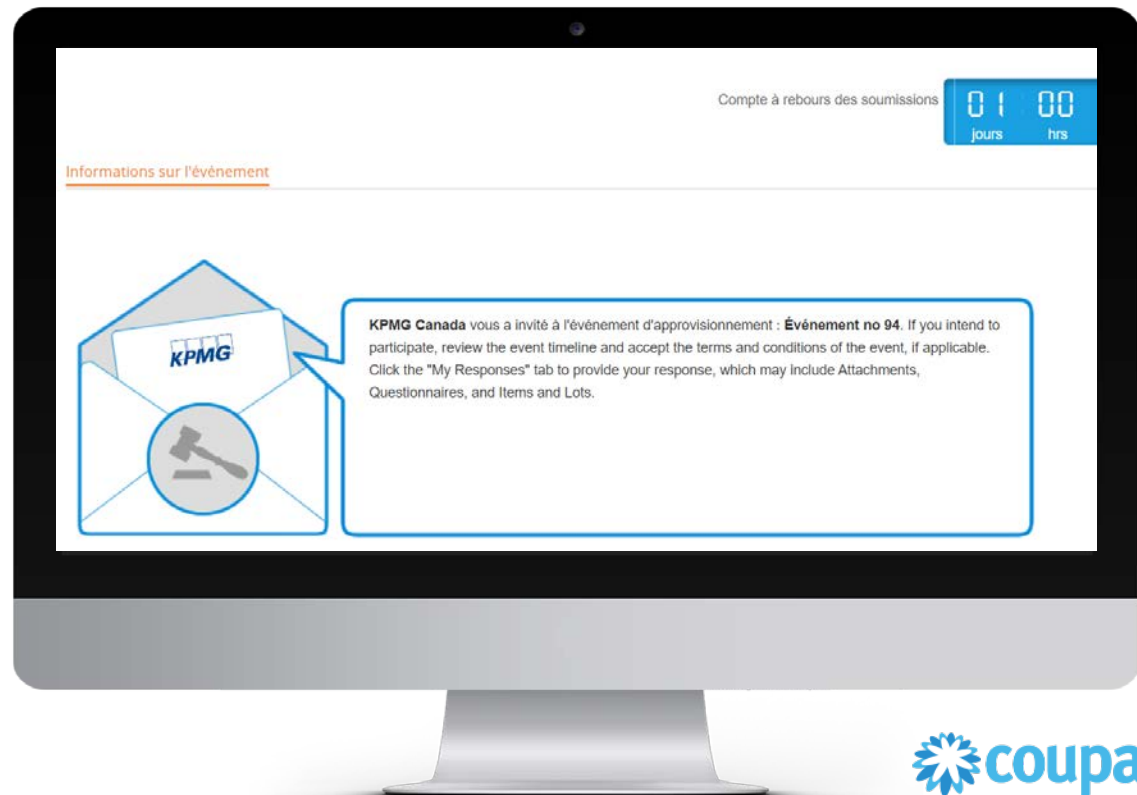 Compte à rebours des soumissions
01 00
jours hrs
Informations sur l'événement
KPMG
KPMG Canada vous a invité à l'événement d'approvisionnement : Événement no 94. If you intend to
participate, review the event timeline and accept the terms and conditions of the event, if applicable.
Click the "My Responses" tab to provide your response, which may include Attachments,
Questionnaires, and Items and Lots.
coupa